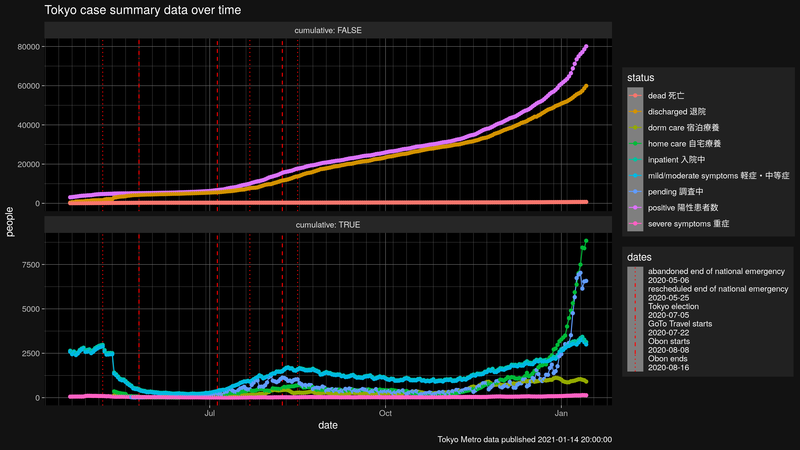 Tokyo case summary data over time
cumulative: FALSE
80000
60000
40000
20000
0
cumulative: TRUE
7500
5000
2500
0
people
Jul
Oct
Jan
date
status
dead 死亡
discharged 退院
dorm care 宿泊療養
home care 自宅療養
inpatient 入院中
mild/moderate symptoms 軽症・中等症
pending 調査中
positive 陽性患者数
severe symptoms 重症
dates
abandoned end of national emergency
2020-05-06
rescheduled end of national emergency
2020-05-25
Tokyo election
2020-07-05
GoTo Travel starts
2020-07-22
Obon starts
2020-08-08
Obon ends
2020-08-16
Tokyo Metro data published 2021-01-14 20:00:00